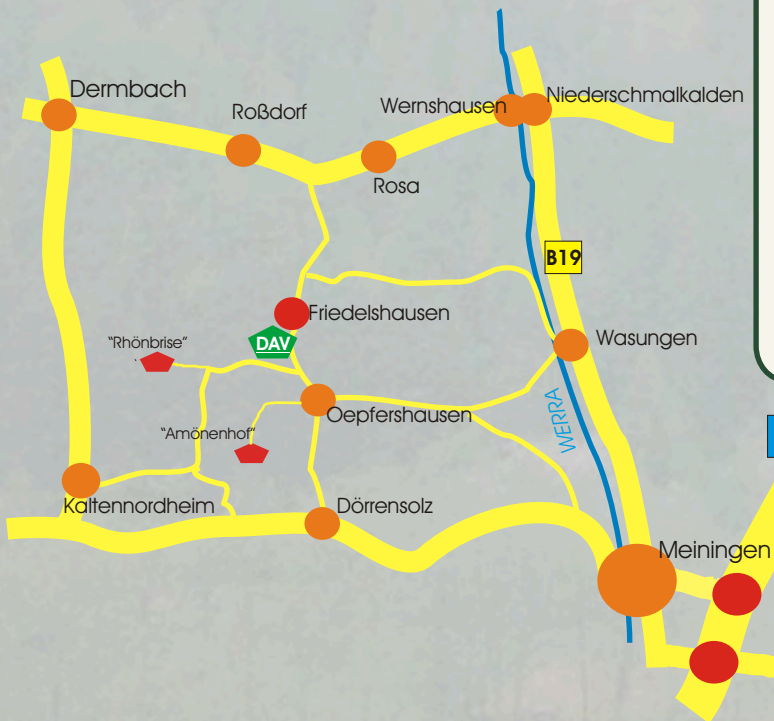 Dermbach
Roßdorf
Wernshausen
Niederschmalkalden
Rosa
B19
Friedelshausen
"Rhönbrise"
DAV
Wasungen
Oepfershausen
WERRA
"Amönenhof"
Kaltennordheim
Dörrensolz
Meiningen